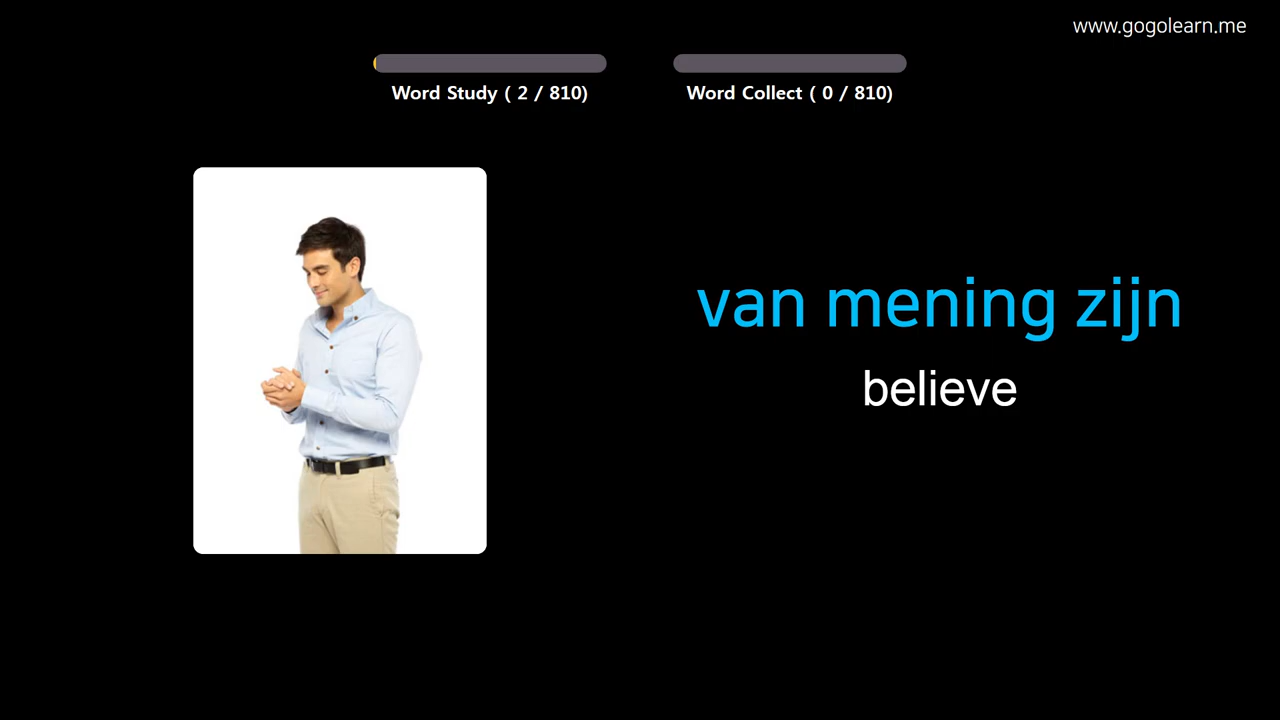 www.gogolearn.me
Word Study ( 2 / 810)
Word Collect ( 0 / 810)
van mening zijn
believe